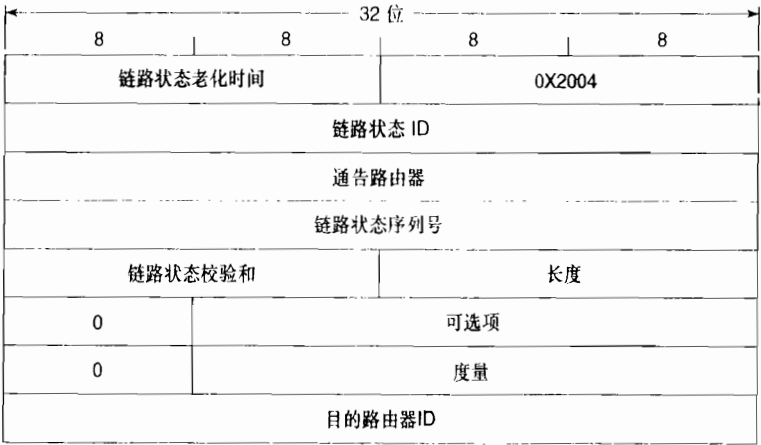 32 位
8 8 8 8
链路状态老化时间 0X2004
链路状态 ID
通告路由器
链路状态序列号
链路状态校验和 长度
0 可选项
0 度量
目的路由器ID